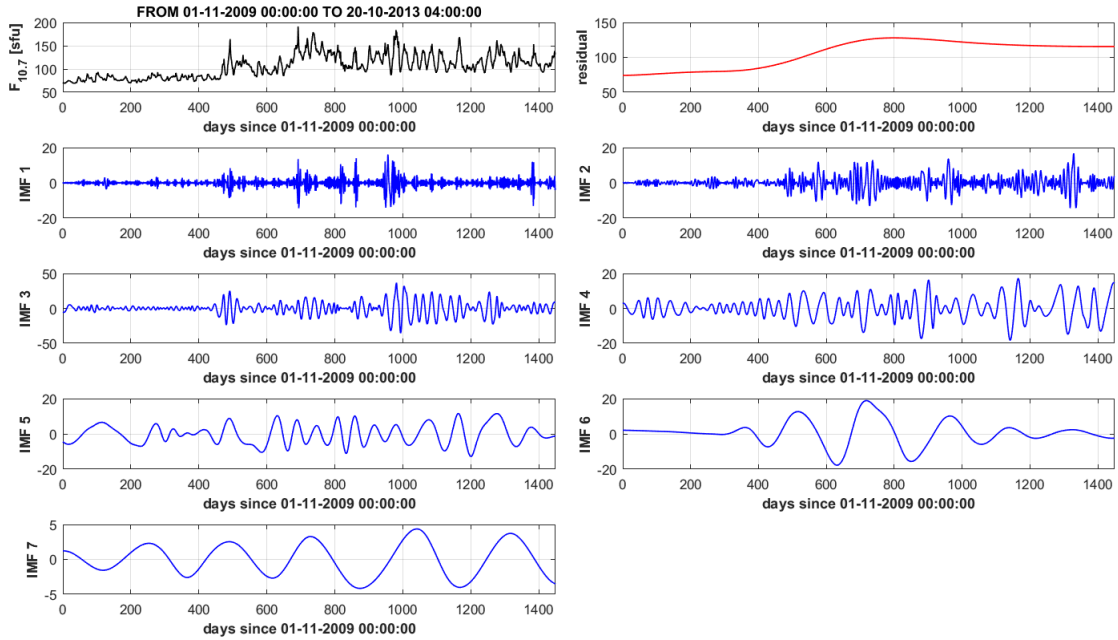 FROM 01-11-2009 00:00:00 TO 20-10-2013 04:00:00
F10.7 [sfu]
200
150
100
50
0 200 400 600 800 1000 1200 1400
days since 01-11-2009 00:00:00
residual
150
100
50
0 200 400 600 800 1000 1200 1400
days since 01-11-2009 00:00:00
IMF 1
20
0
-20
0 200 400 600 800 1000 1200 1400
days since 01-11-2009 00:00:00
IMF 2
20
0
-20
0 200 400 600 800 1000 1200 1400
days since 01-11-2009 00:00:00
IMF 3
50
0
-50
0 200 400 600 800 1000 1200 1400
days since 01-11-2009 00:00:00
IMF 4
20
0
-20
0 200 400 600 800 1000 1200 1400
days since 01-11-2009 00:00:00
IMF 5
20
0
-20
0 200 400 600 800 1000 1200 1400
days since 01-11-2009 00:00:00
IMF 6
20
0
-20
0 200 400 600 800 1000 1200 1400
days since 01-11-2009 00:00:00
IMF 7
5
0
-5
0 200 400 600 800 1000 1200 1400
days since 01-11-2009 00:00:00